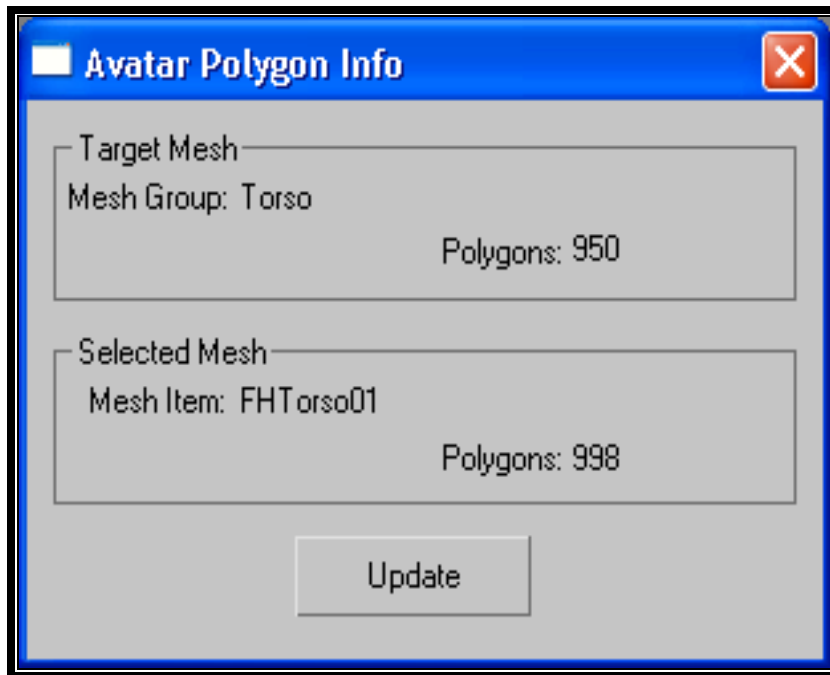 Avatar Polygon Info
Target Mesh
Mesh Group: Torso
Polygons: 950
Selected Mesh
Mesh Item: FHTorso01
Polygons: 998
Update